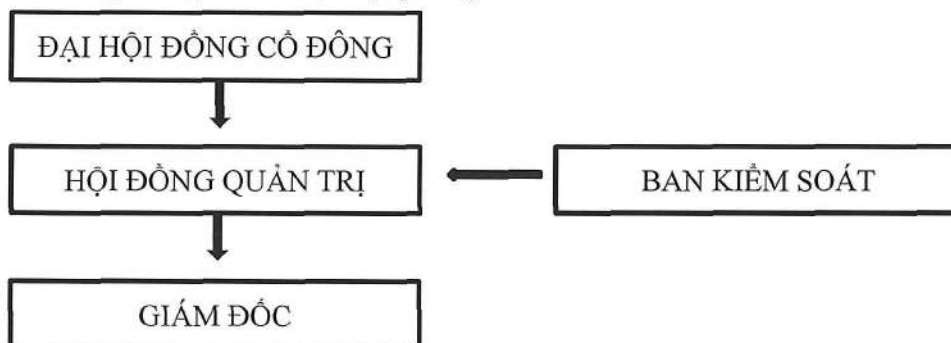 ĐẠI HỘI ĐỒNG CỔ ĐÔNG
HỘI ĐỒNG QUẢN TRỊ
BAN KIỂM SOÁT
GIÁM ĐỐC